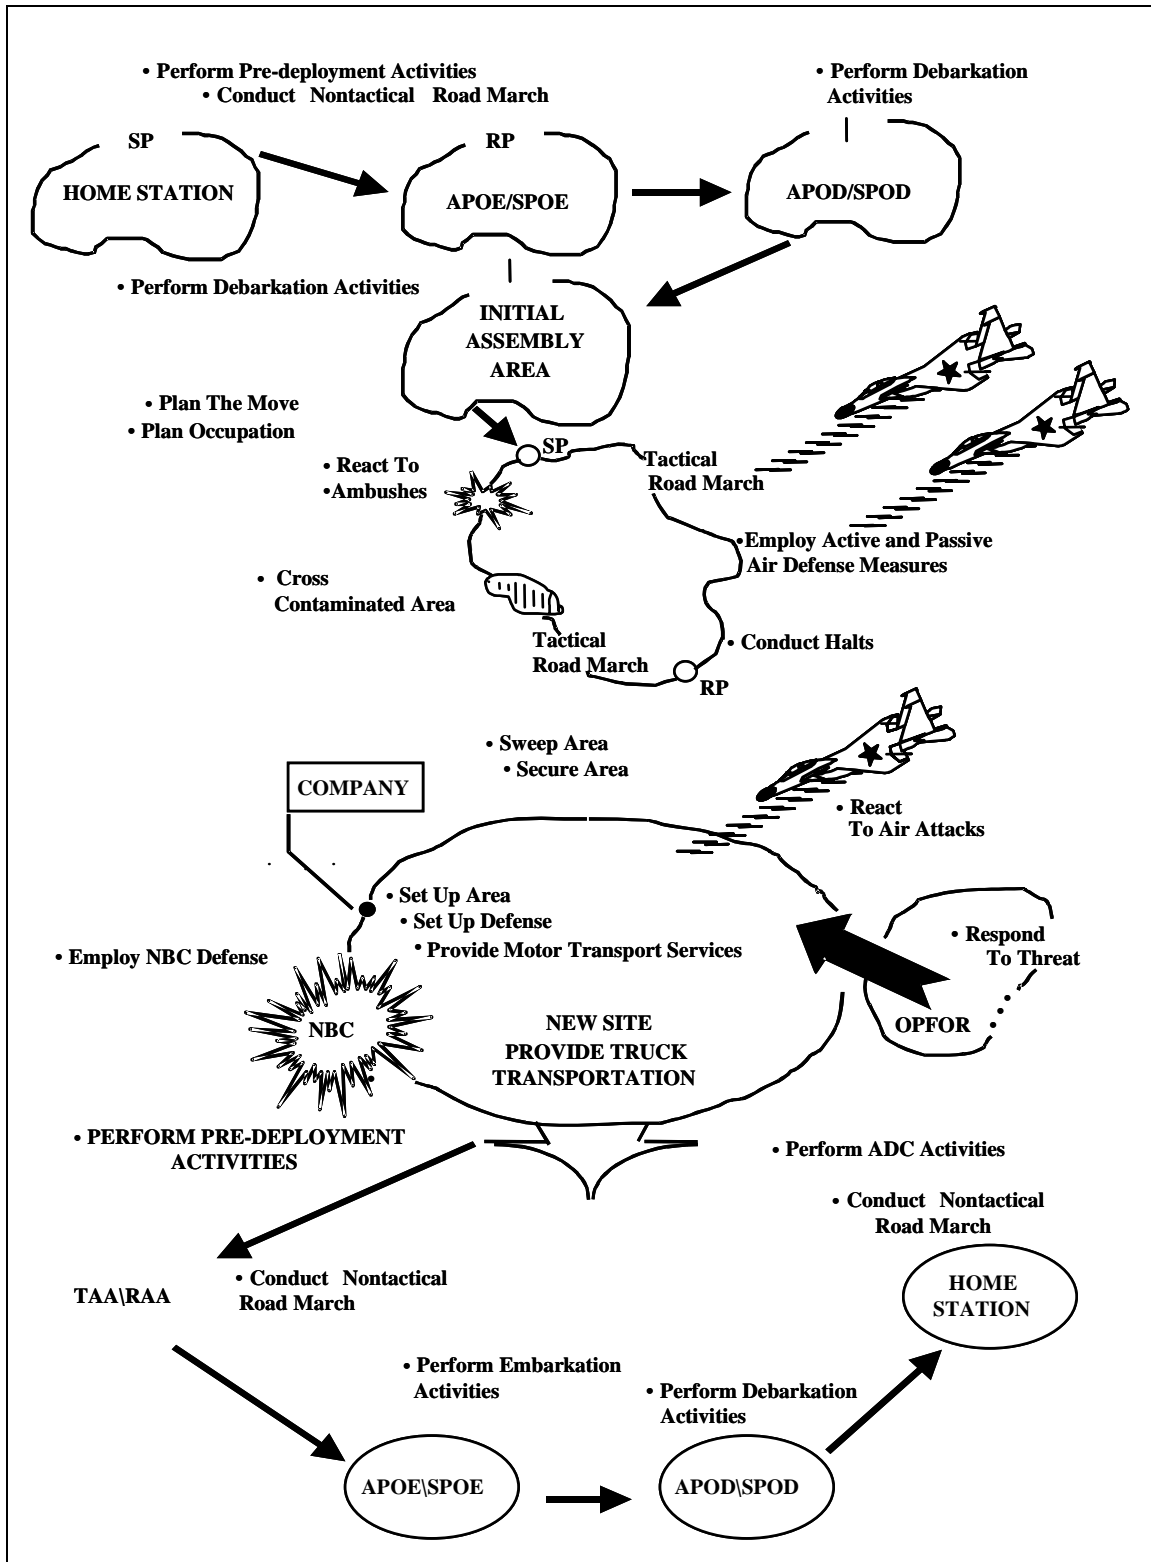 • Perform Pre-deployment Activities
• Conduct Nontactical Road March
• Perform Debarkation
Activities
SP
HOME STATION
RP
APOE/SPOE
APOD/SPOD
• Perform Debarkation Activities
INITIAL
ASSEMBLY
AREA
• Plan The Move
• Plan Occupation
SP
• React To
•Ambushes
Tactical
Road March
•Employ Active and Passive
Air Defense Measures
• Cross
Contaminated Area
Tactical
Road March
• Conduct Halts
RP
• Sweep Area
• Secure Area
COMPANY
• React
To Air Attacks
• Set Up Area
• Set Up Defense
• Provide Motor Transport Services
• Respond
To Threat
• Employ NBC Defense
NBC
OPFOR
NEW SITE
PROVIDE TRUCK
TRANSPORTATION
• PERFORM PRE-DEPLOYMENT
ACTIVITIES
• Perform ADC Activities
• Conduct Nontactical
Road March
TAA\RAA
• Conduct Nontactical
Road March
HOME
STATION
• Perform Embarkation
Activities
• Perform Debarkation
Activities
APOE\SPOE
APOD\SPOD